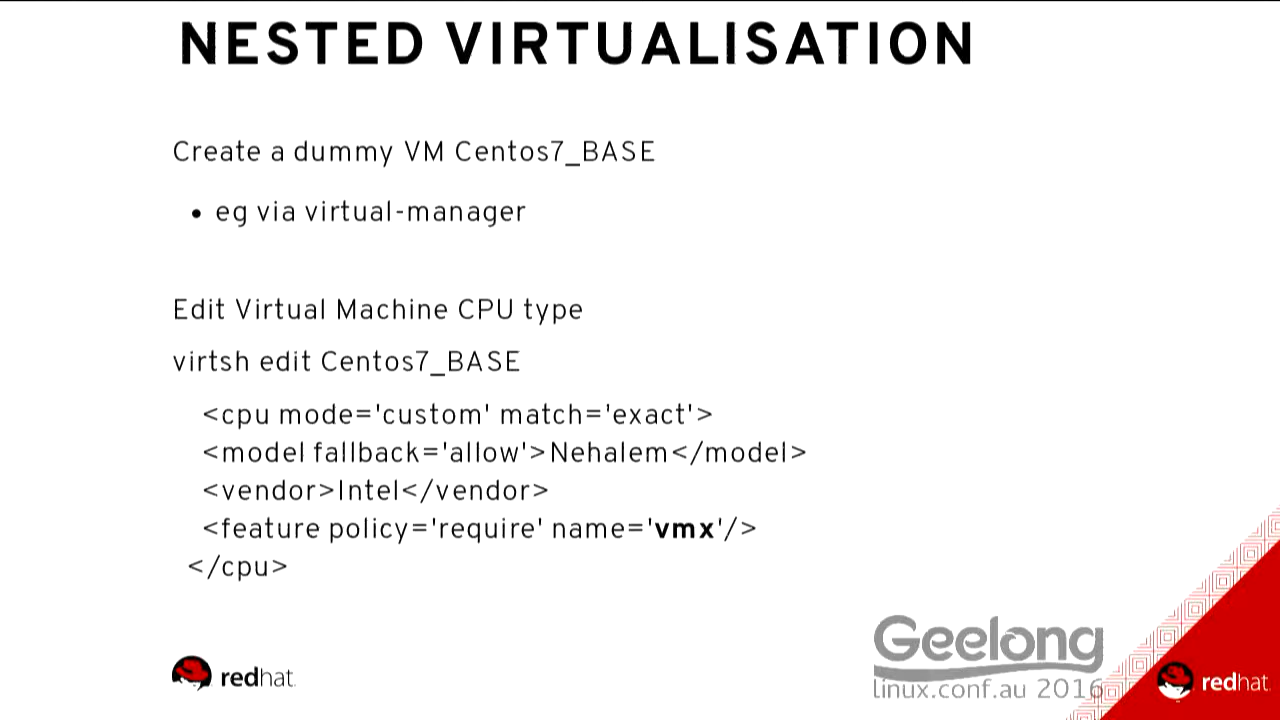 NESTED VIRTUALISATION
Create a dummy VM Centos7_BASE
• eg via virtual-manager
Edit Virtual Machine CPU type
virtsh edit Centos7_BASE
<cpu mode='custom' match='exact'>
<model fallback='allow'>Nehalem</model>
<vendor>Intel</vendor>
<feature policy='require' name='vmx'/>
</cpu>
Geelong
linux.conf.au 2016
redhat.
redhat.